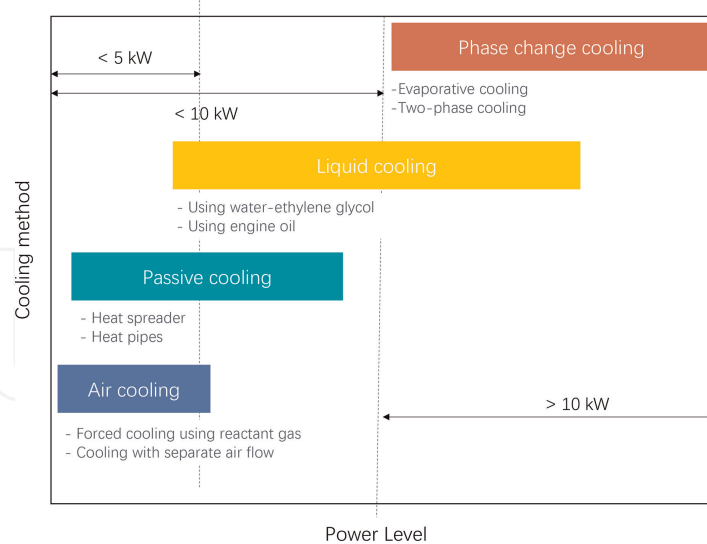 Phase change cooling
< 5 kW
-Evaporative cooling
-Two-phase cooling
< 10 kW
Liquid cooling
- Using water-ethylene glycol
- Using engine oil
Cooling method
Passive cooling
- Heat spreader
- Heat pipes
Air cooling
> 10 kW
- Forced cooling using reactant gas
- Cooling with separate air flow
Power Level